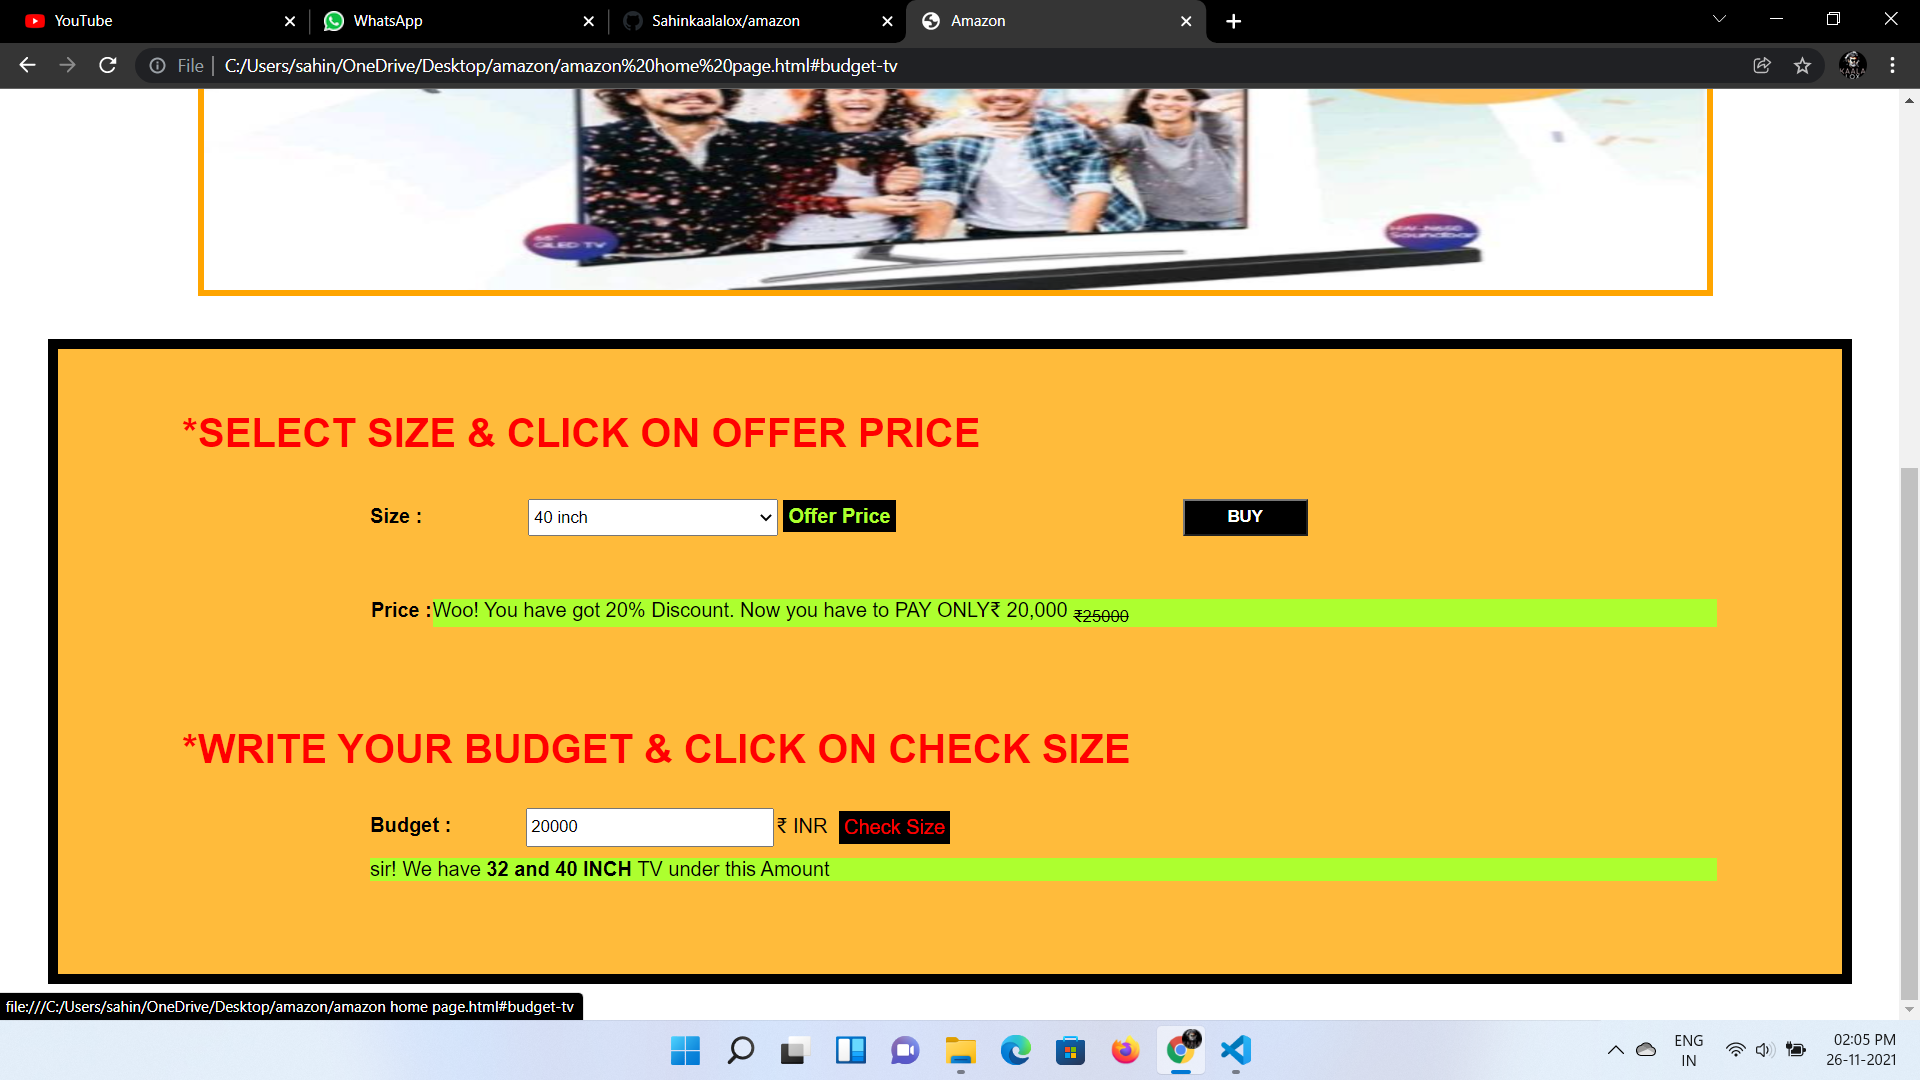 YouTube
WhatsApp
Sahinkaalalox/amazon
Amazon
File | C:/Users/sahin/OneDrive/Desktop/amazon/amazon%20home%20page.html#budget-tv
QLED TV
Soundbar
*SELECT SIZE & CLICK ON OFFER PRICE
Size : 40 inch Offer Price BUY
Price : Woo! You have got 20% Discount. Now you have to PAY ONLY₹ 20,000 ₹25000
*WRITE YOUR BUDGET & CLICK ON CHECK SIZE
Budget : 20000 ₹ INR Check Size
sir! We have 32 and 40 INCH TV under this Amount
file:///C:/Users/sahin/OneDrive/Desktop/amazon/amazon home page.html#budget-tv
ENG
IN
02:05 PM
26-11-2021